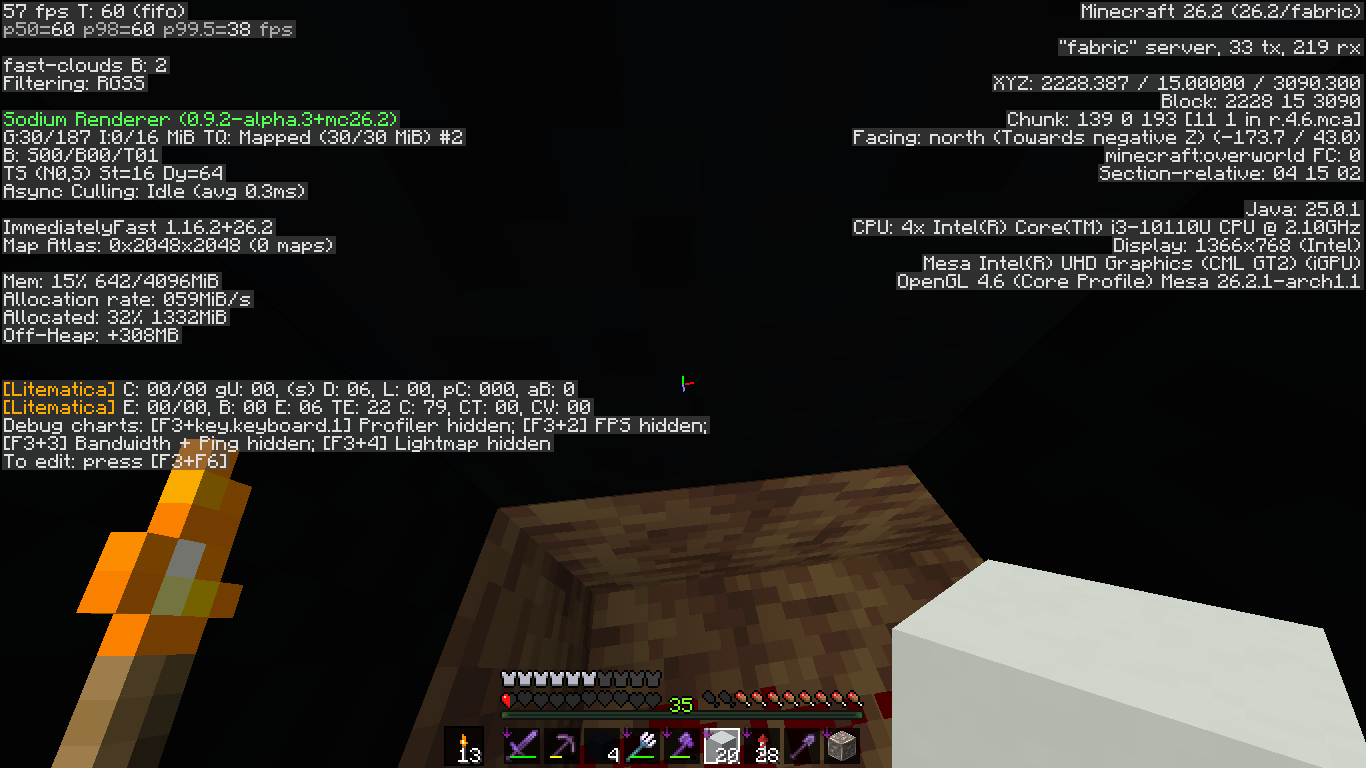 57 fps T: 60 (fifo)
p50=60 p98=60 p99.5=38 fps
fast-clouds B: 2
Filtering: RGSS
Sodium Renderer (0.9.2-alpha.3+mc26.2)
G:30/187 I:0/16 MiB TQ: Mapped (30/30 MiB) #2
B: S00/B00/T01
TS (N0,S) St=16 Dy=64
Async Culling: Idle (avg 0.3ms)
ImmediatelyFast 1.16.2+26.2
Map Atlas: 0x2048x2048 (0 maps)
Mem: 15% 642/4096MiB
Allocation rate: 059MiB/s
Allocated: 32% 1332MiB
Off-Heap: +308MB
[Litematica] C: 00/00 gU: 00, (s) D: 06, L: 00, pC: 000, aB: 0
[Litematica] E: 00/00, B: 00 E: 06 TE: 22 C: 79, CT: 00, CV: 00
Debug charts: [F3+key.keyboard.1] Profiler hidden; [F3+2] FPS hidden;
[F3+3] Bandwidth + Ping hidden; [F3+4] Lightmap hidden
To edit: press [F3+F6]
Minecraft 26.2 (26.2/fabric)
"fabric" server, 33 tx, 219 rx
XYZ: 2228.387 / 15.00000 / 3090.300
Block: 2228 15 3090
Chunk: 139 0 193 [11 1 in r.4.6.mca]
Facing: north (Towards negative Z) (-173.7 / 43.0)
minecraft:overworld FC: 0
Section-relative: 04 15 02
Java: 25.0.1
CPU: 4x Intel(R) Core(TM) i3-10110U CPU @ 2.10GHz
Display: 1366x768 (Intel)
Mesa Intel(R) UHD Graphics (CML GT2) (iGPU)
OpenGL 4.6 (Core Profile) Mesa 26.2.1-arch1.1
35
13 4 20 28